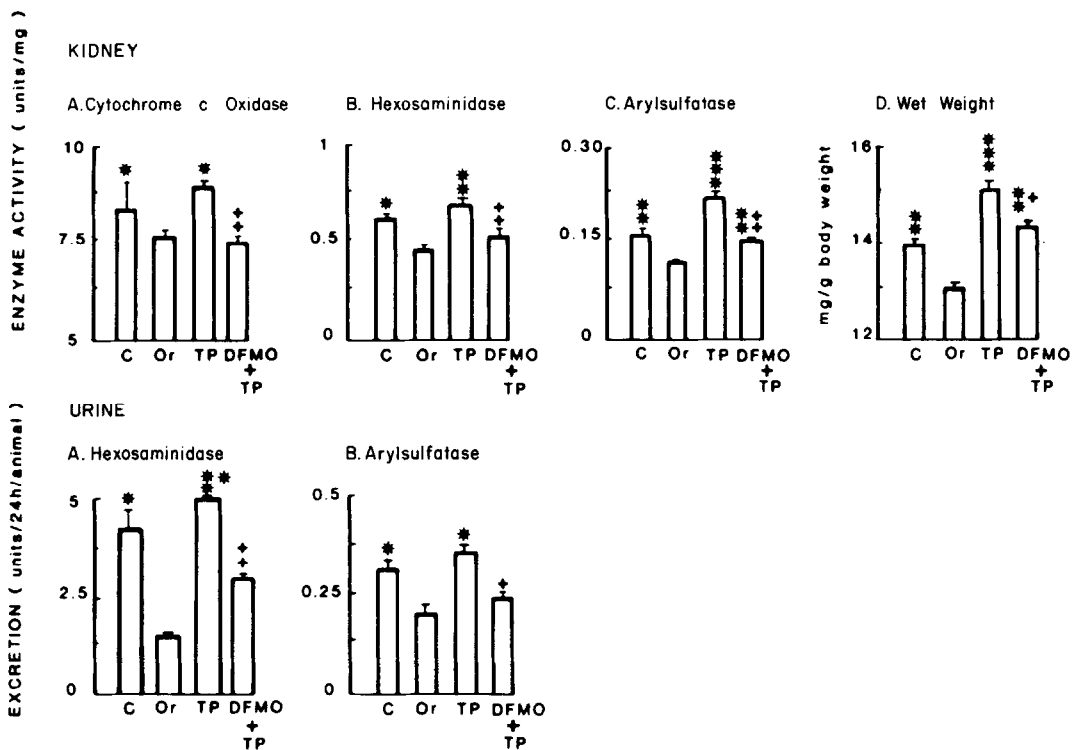 ENZYME ACTIVITY ( units/mg )
KIDNEY
A. Cytochrome c Oxidase
10
7.5
5
C Or TP DFMO
+
TP
B. Hexosaminidase
1
0.5
0
C Or TP DFMO
+
TP
C. Arylsulfatase
0.30
0.15
0
C Or TP DFMO
+
TP
D. Wet Weight
mg/g body weight
16
14
12
C Or TP DFMO
+
TP
EXCRETION ( units/24h/animal )
URINE
A. Hexosaminidase
5
2.5
0
C Or TP DFMO
+
TP
B. Arylsulfatase
0.5
0.25
0
C Or TP DFMO
+
TP